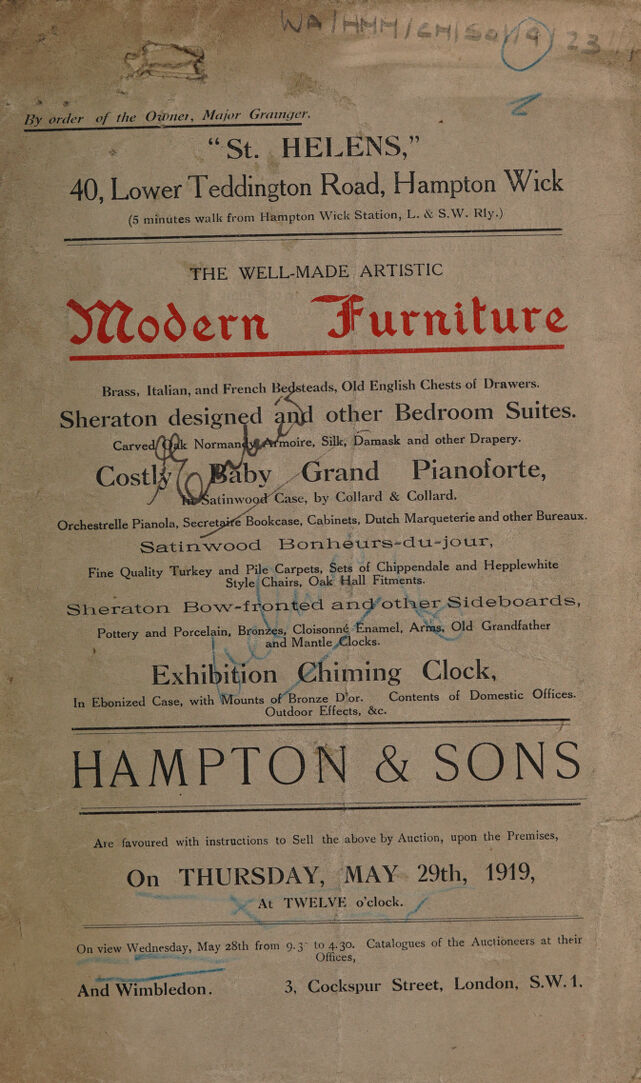 WA/HMM/CM/Sal/19/23
By order of the Owner, Major Grainger.
"St. HELENS,"
40, Lower Teddington Road, Hampton Wick
(5 minutes walk from Hampton Wick Station, L. & S.W. Rly.)
THE WELL-MADE ARTISTIC
Modern Furniture
Brass, Italian, and French Bedsteads, Old English Chests of Drawers.
Sheraton designed and other Bedroom Suites.
Carved Oak Normandy Armoire, Silk, Damask and other Drapery.
Costly Baby Grand Pianoforte,
In Satinwood Case, by Collard & Collard,
Orchestrelle Pianola, Secretaire Bookcase, Cabinets, Dutch Marqueterie and other Bureaux.
Satinwood Bonheurs-du-jour,
Fine Quality Turkey and Pile Carpets, Sets of Chippendale and Hepplewhite
Style Chairs, Oak Hall Fitments.
Sheraton Bow-fronted and other Sideboards,
Pottery and Porcelain, Bronzes, Cloisonné Enamel, Arms, Old Grandfather
and Mantle Clocks.
Exhibition Chiming Clock,
In Ebonized Case, with Mounts of Bronze D'or. Contents of Domestic Offices.
Outdoor Effects, &c.
HAMPTON & SONS
Are favoured with instructions to Sell the above by Auction, upon the Premises,
On THURSDAY, MAY 29th, 1919,
At TWELVE o'clock.
On view Wednesday, May 28th from 9.3 to 4.30. Catalogues of the Auctioneers at their
Offices,
And Wimbledon. 3, Cockspur Street, London, S.W.1.